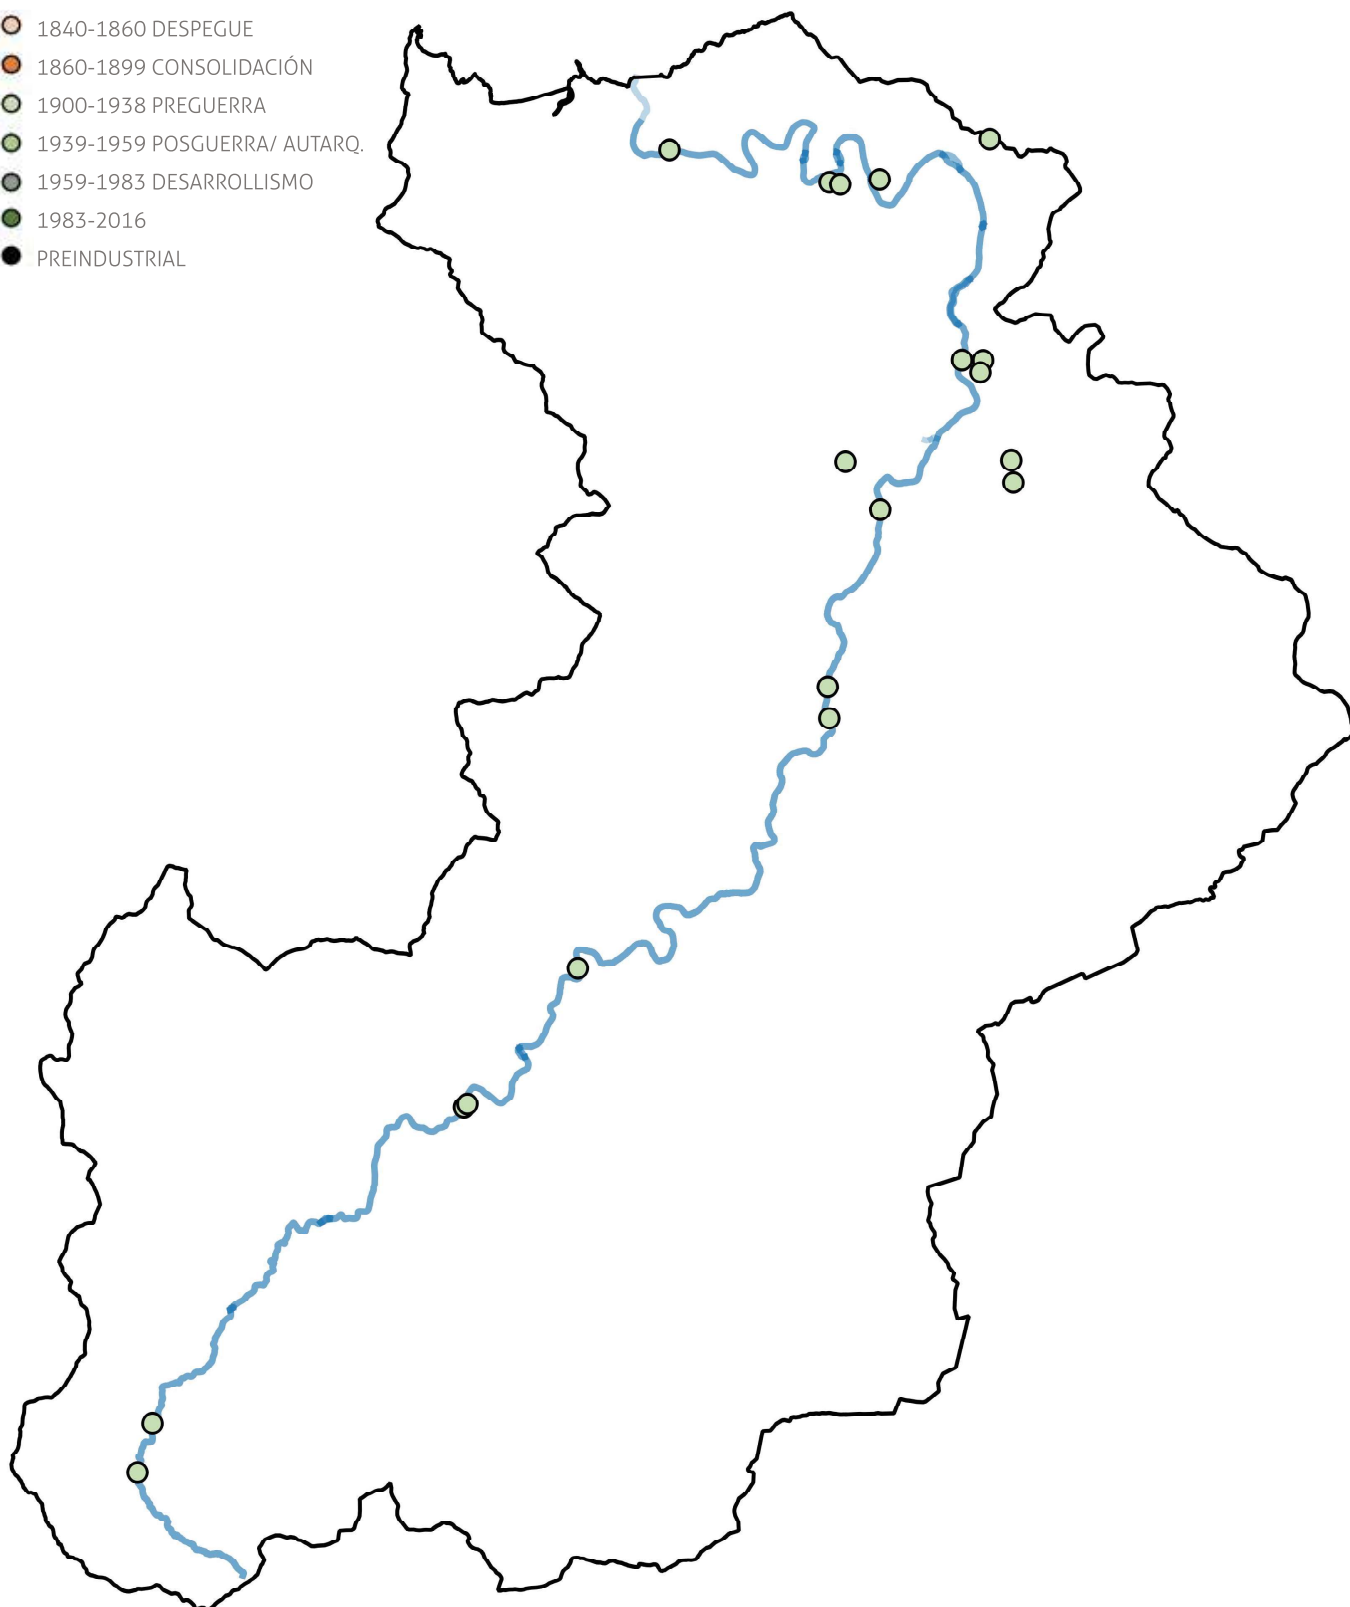 1840-1860 DESPEGUE
1860-1899 CONSOLIDACIÓN
1900-1938 PREGUERRA
1939-1959 POSGUERRA/ AUTARQ.
1959-1983 DESARROLLISMO
1983-2016
PREINDUSTRIAL